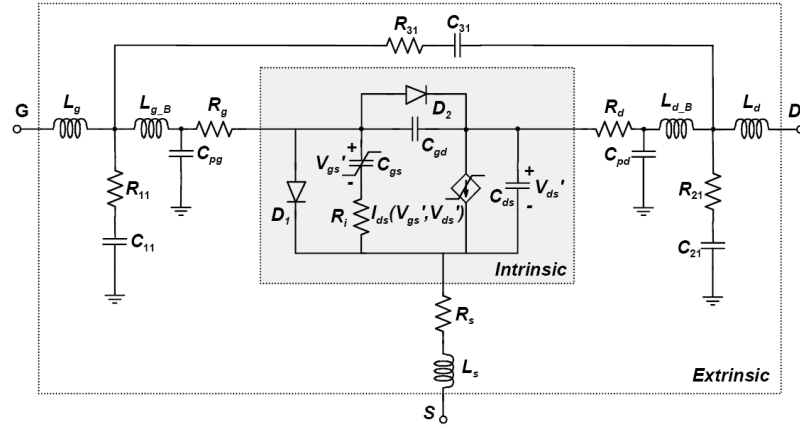 R31
C31
G
Lg
Lg_B
Rg
D2
Rd
Ld_B
Ld
D
Cpg
+
Vgs'
-
Cgs
Cgd
Cpd
R11
D1
Ri
Ids(Vgs',Vds')
Cds
+
Vds'
-
R21
C11
C21
Intrinsic
Rs
Ls
Extrinsic
S